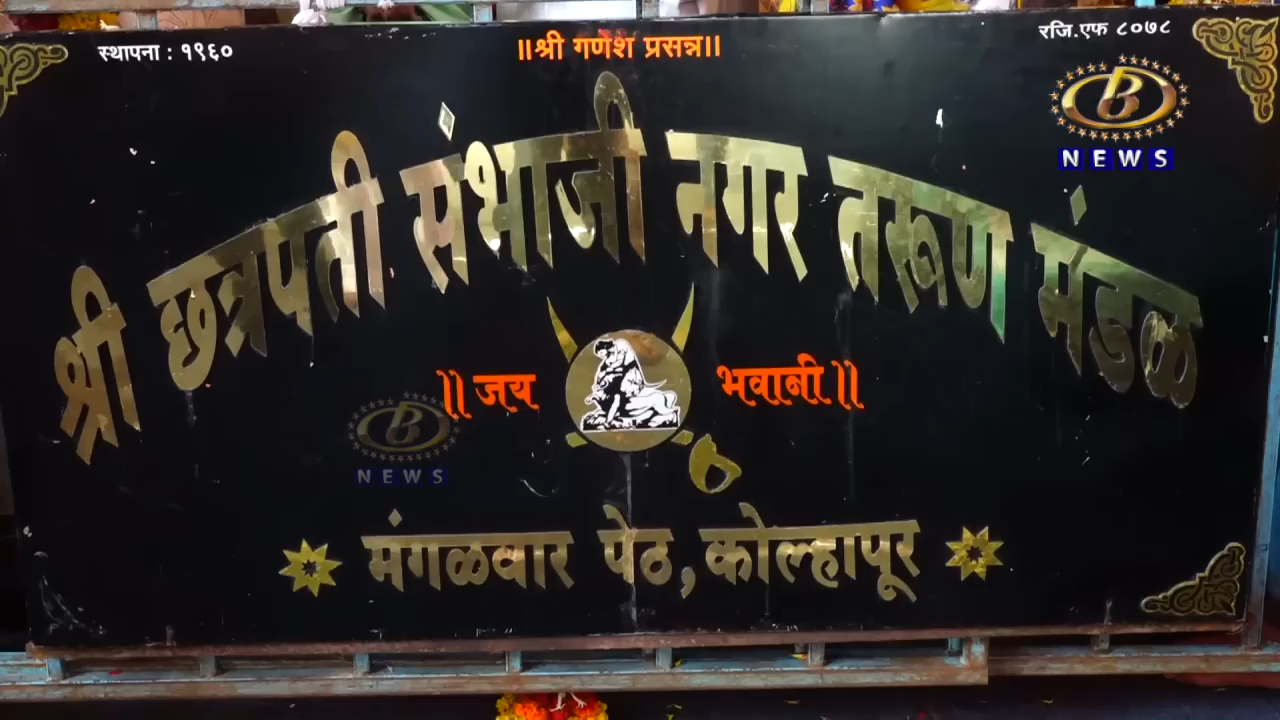 स्थापना : १९६०
॥श्री गणेश प्रसन्न॥
रजि.एफ ८०७८
B
NEWS
श्री छत्रपती संभाजी नगर तरूण मंडळ
॥ जय भवानी ॥
B
NEWS
मंगळवार पेठ, कोल्हापूर